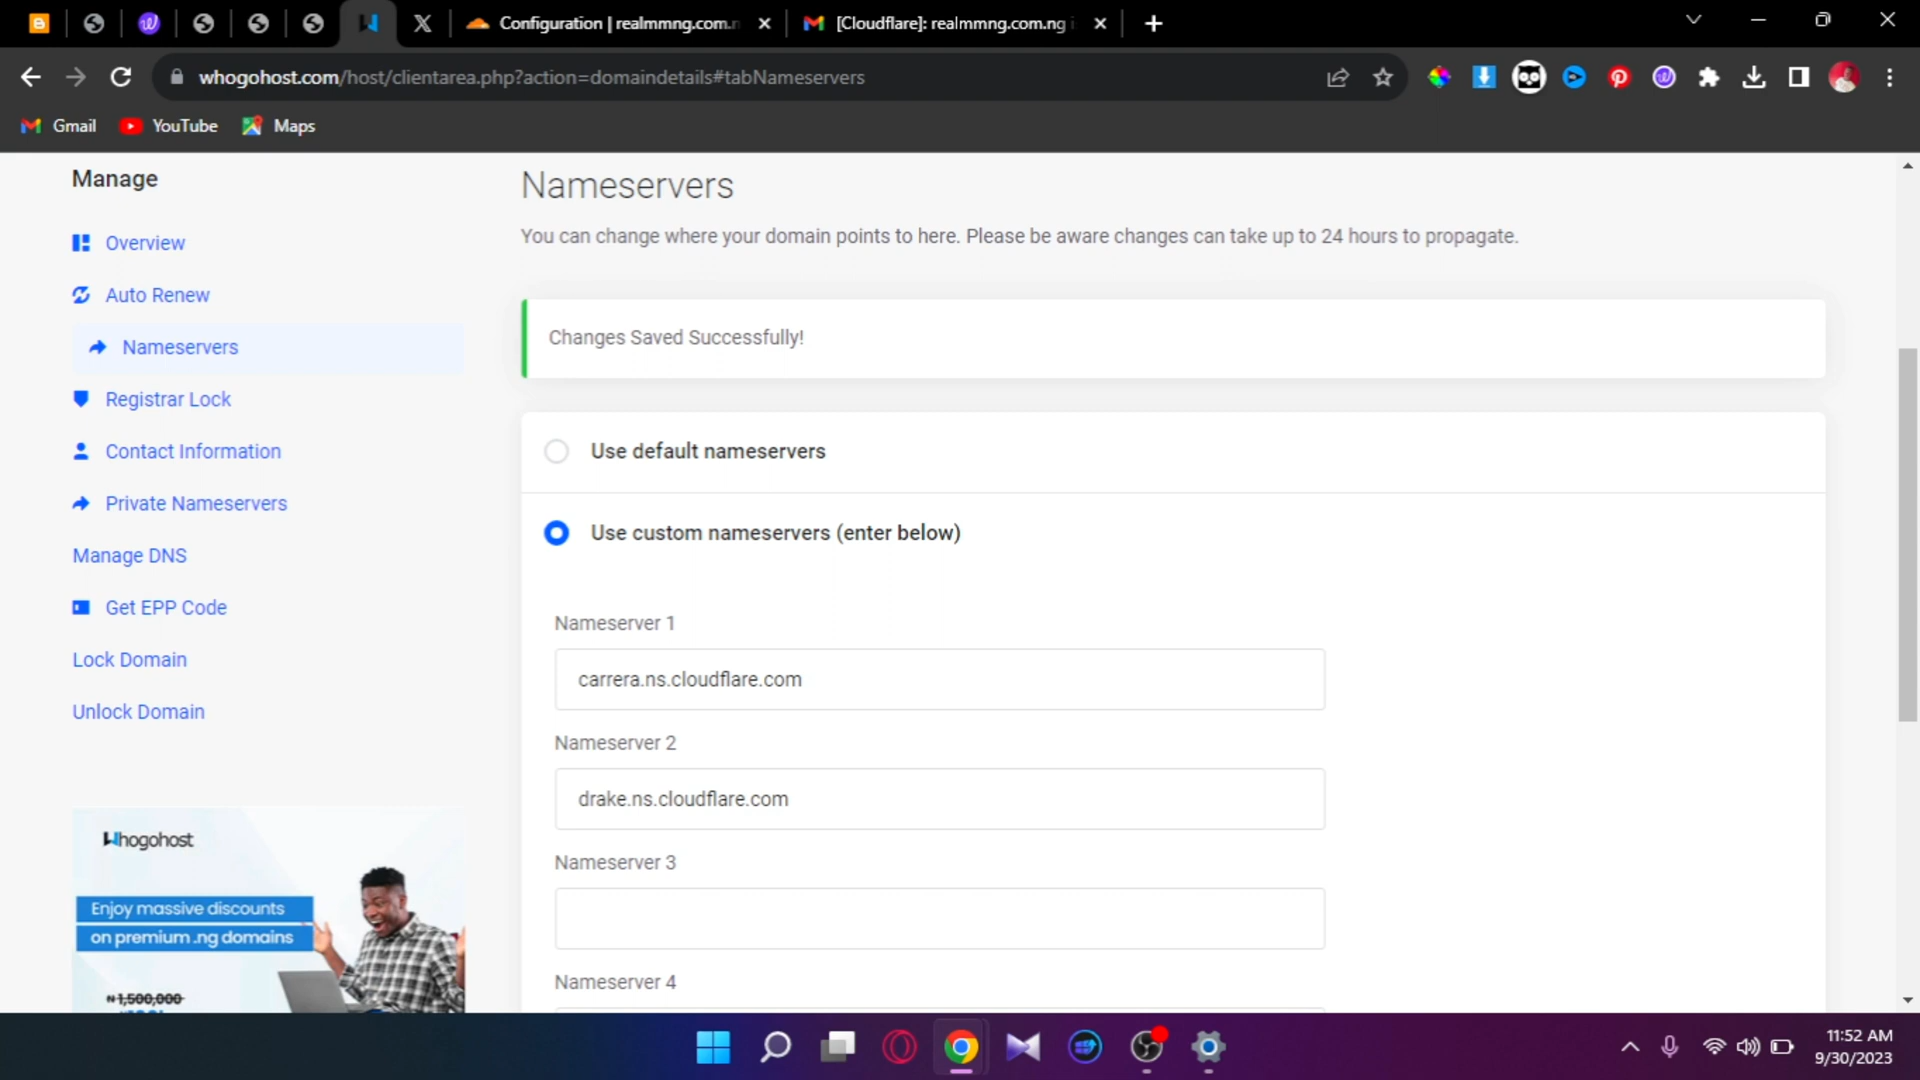 Configuration | realmmng.com.n
[Cloudflare]: realmmng.com.ng i
whogohost.com/host/clientarea.php?action=domaindetails#tabNameservers
Gmail
YouTube
Maps
Manage
Overview
Auto Renew
Nameservers
Registrar Lock
Contact Information
Private Nameservers
Manage DNS
Get EPP Code
Lock Domain
Unlock Domain
Whogohost
Enjoy massive discounts
on premium .ng domains
₦1,500,000
Nameservers
You can change where your domain points to here. Please be aware changes can take up to 24 hours to propagate.
Changes Saved Successfully!
Use default nameservers
Use custom nameservers (enter below)
Nameserver 1
carrera.ns.cloudflare.com
Nameserver 2
drake.ns.cloudflare.com
Nameserver 3
Nameserver 4
11:52 AM
9/30/2023